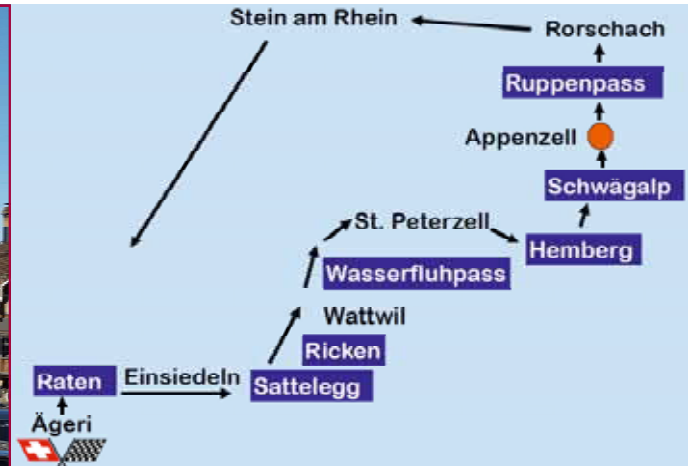 Stein am Rhein
Rorschach
Ruppenpass
Appenzell
Schwägalp
St. Peterzell
Hemberg
Wasserfluhpass
Wattwil
Ricken
Raten
Einsiedeln
Sattelegg
Ägeri